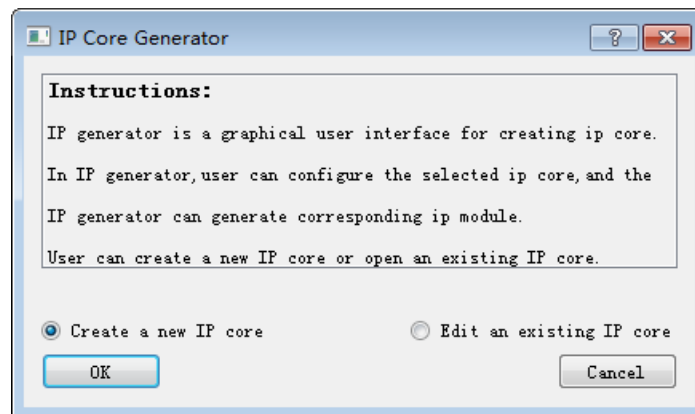 IP Core Generator
Instructions:
IP generator is a graphical user interface for creating ip core.
In IP generator,user can configure the selected ip core,and the
IP generator can generate corresponding ip module.
User can create a new IP core or open an existing IP core.
Create a new IP core
Edit an existing IP core
OK
Cancel